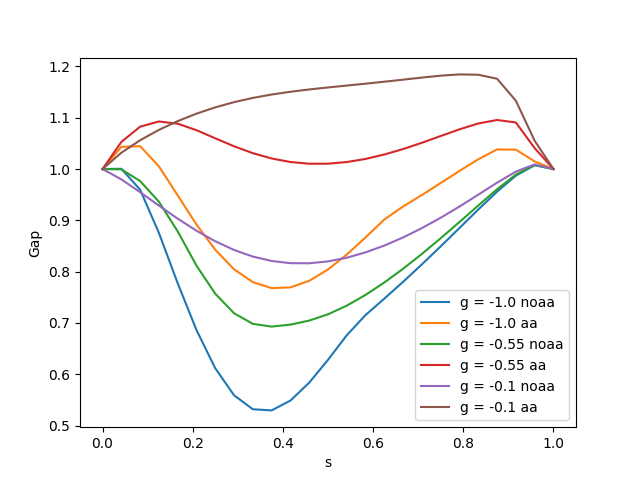 Gap
1.2
1.1
1.0
0.9
0.8
0.7
0.6
0.5
0.0
0.2
0.4
0.6
0.8
1.0
s
g = -1.0 noaa
g = -1.0 aa
g = -0.55 noaa
g = -0.55 aa
g = -0.1 noaa
g = -0.1 aa